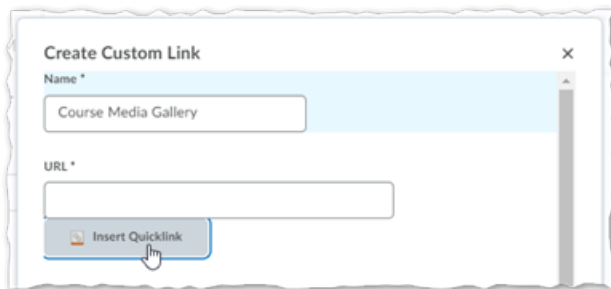 Create Custom Link
Name *
Course Media Gallery
URL *
Insert Quicklink